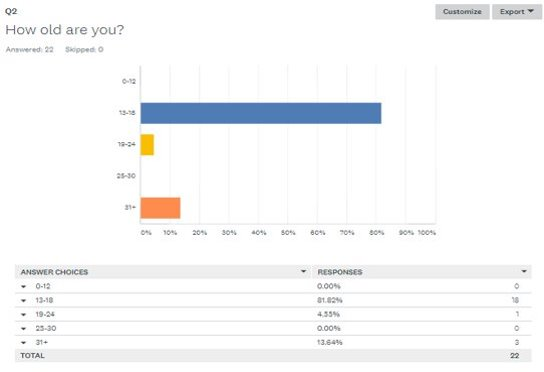 Q2
Customize
Export
How old are you?
Answered: 22 Skipped: 0
0-12
13-18
19-24
25-30
31+
0% 10% 20% 30% 40% 50% 60% 70% 80% 90% 100%
ANSWER CHOICES RESPONSES
0-12 0.00% 0
13-18 81.82% 18
19-24 4.55% 1
25-30 0.00% 0
31+ 13.64% 3
TOTAL 22